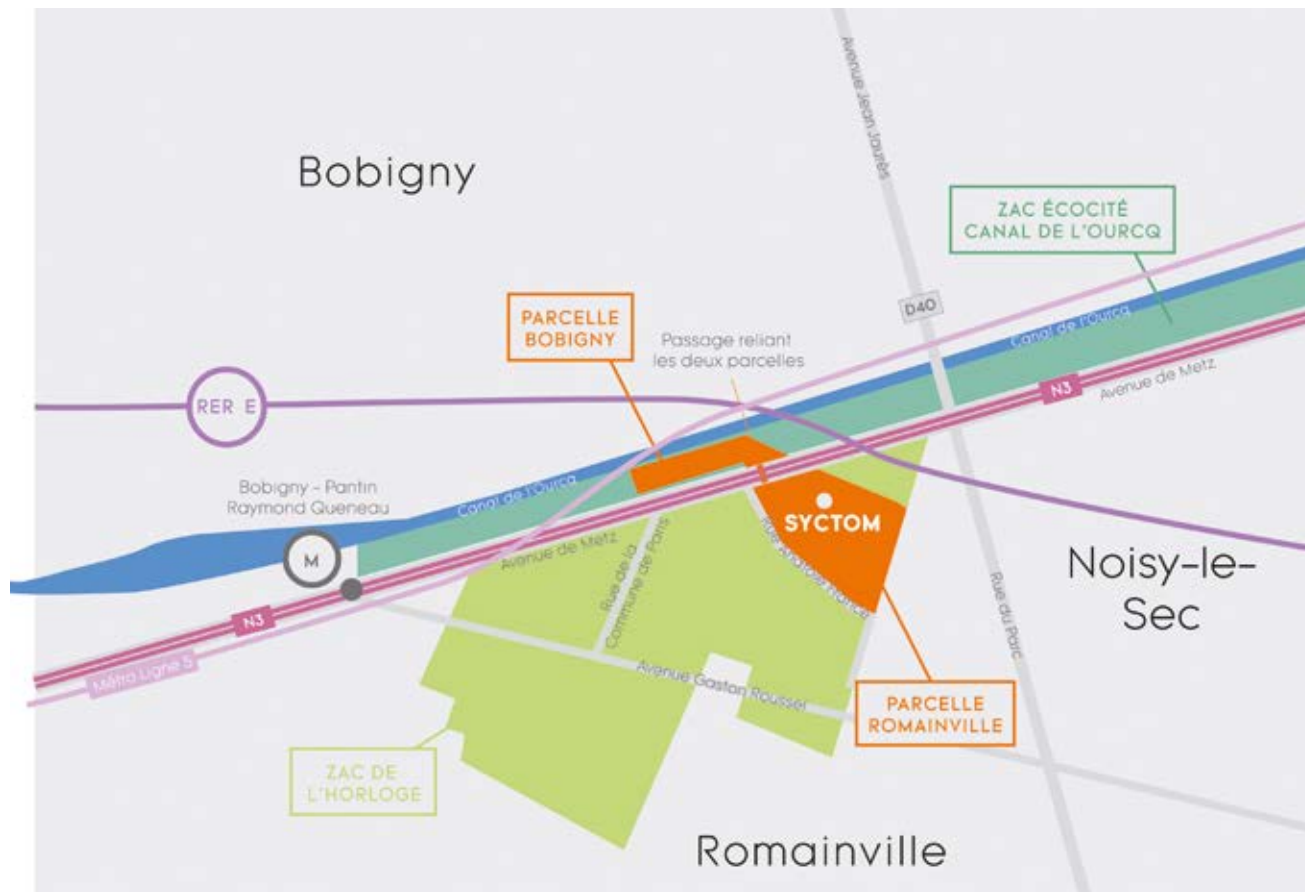 Bobigny
Avenue Jean Jaurès
ZAC ÉCOCITÉ
CANAL DE L'OURCQ
D40
PARCELLE
BOBIGNY
Passage reliant
les deux parcelles
Canal de l'Ourcq
N3
Avenue de Metz
RER E
Bobigny - Pantin
Raymond Queneau
M
Canal de l'Ourcq
SYCTOM
Avenue de Metz
Rue de la
Commune de Paris
Rue Anatole France
Noisy-le-
Sec
Rue du Parc
N3
Métro Ligne 5
Avenue Gaston Roussel
PARCELLE
ROMAINVILLE
ZAC DE
L'HORLOGE
Romainville